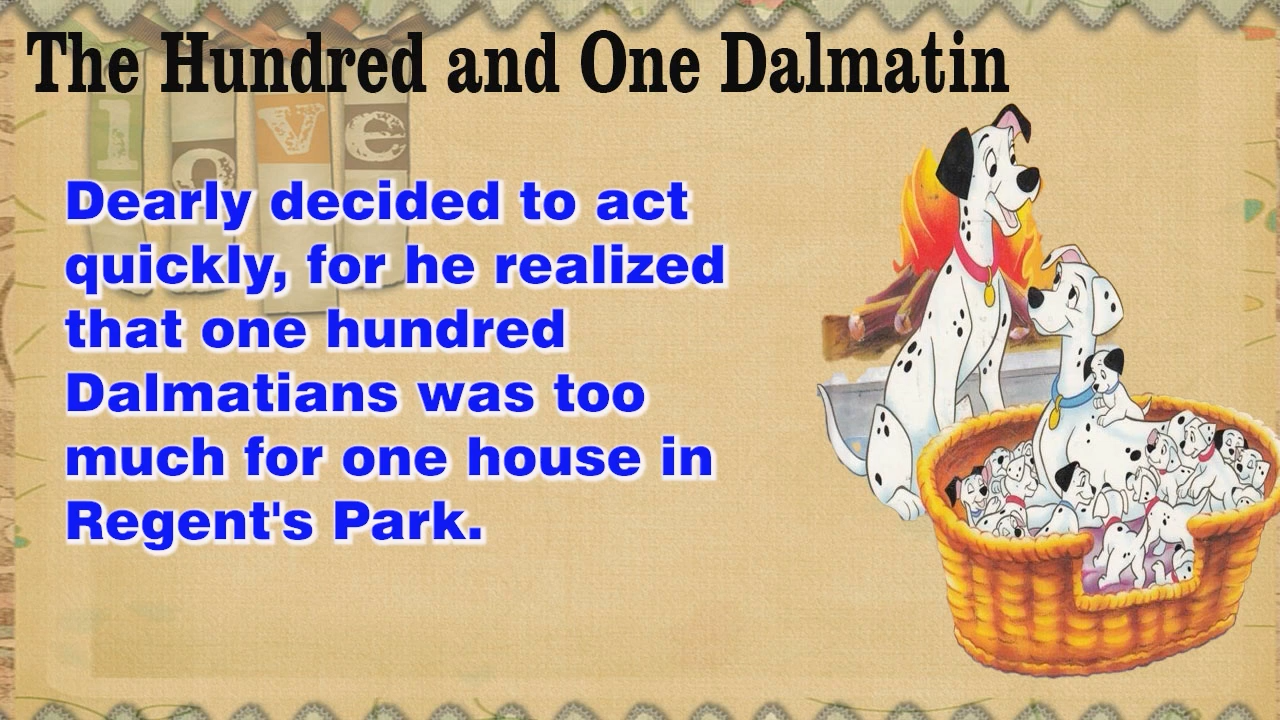 The Hundred and One Dalmatin
love
Dearly decided to act
quickly, for he realized
that one hundred
Dalmatians was too
much for one house in
Regent's Park.